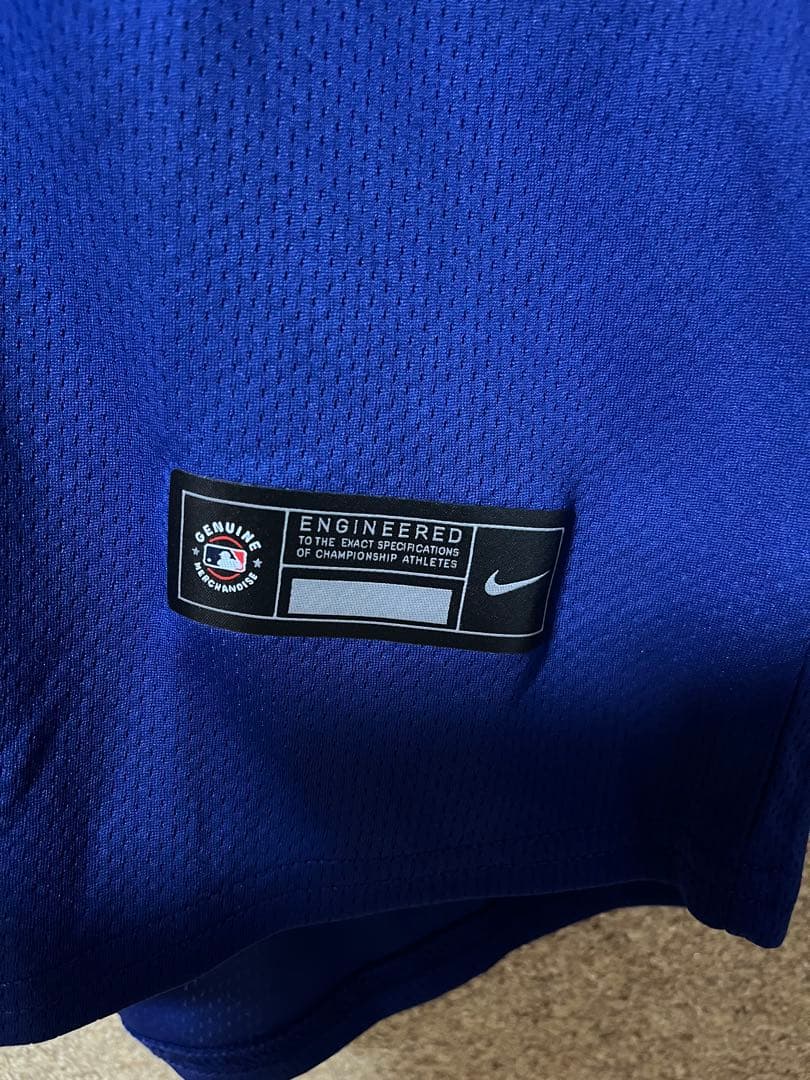 GENUINE
MERCHANDISE
ENGINEERED
TO THE EXACT SPECIFICATIONS
OF CHAMPIONSHIP ATHLETES